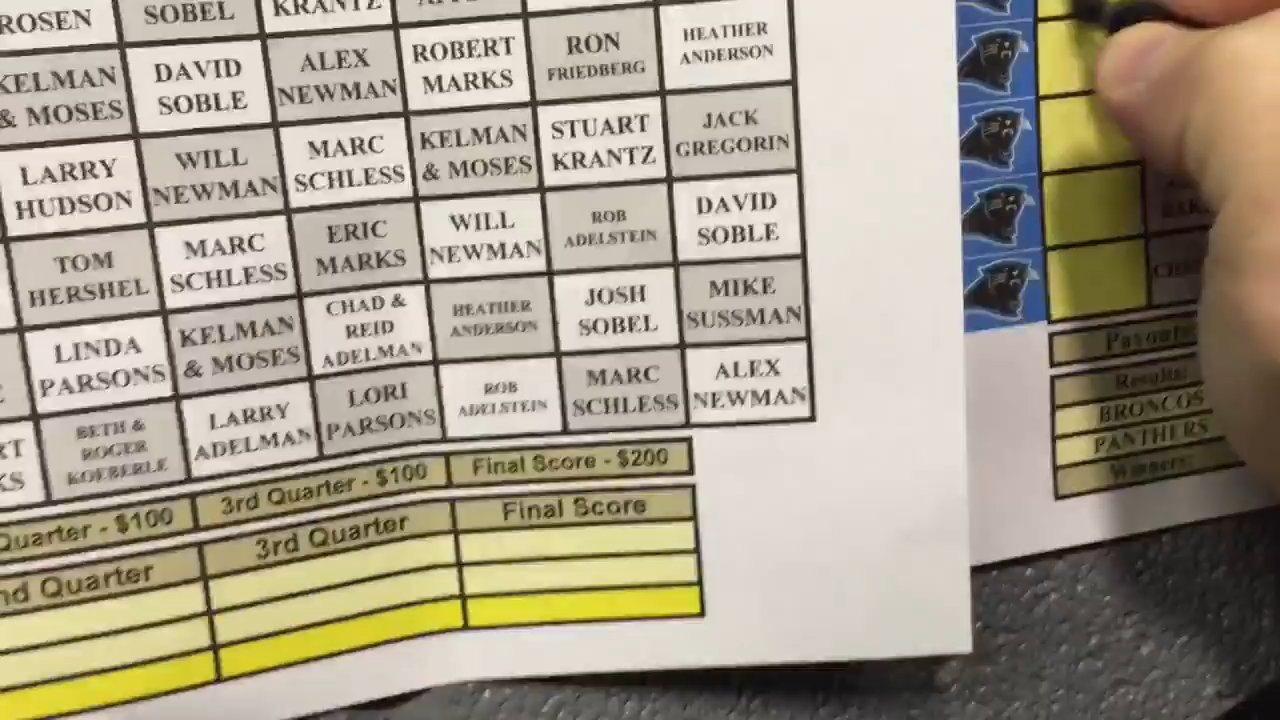 ROSEN
SOBEL
KRANTZ
KELMAN
& MOSES
DAVID
SOBLE
ALEX
NEWMAN
ROBERT
MARKS
RON
FRIEDBERG
HEATHER
ANDERSON
LARRY
HUDSON
WILL
NEWMAN
MARC
SCHLESS
KELMAN
& MOSES
STUART
KRANTZ
JACK
GREGORIN
TOM
HERSHEL
MARC
SCHLESS
ERIC
MARKS
WILL
NEWMAN
ROB
ADELSTEIN
DAVID
SOBLE
LINDA
PARSONS
KELMAN
& MOSES
CHAD &
REID
ADELMAN
HEATHER
ANDERSON
JOSH
SOBEL
MIKE
SUSSMAN
RT
KS
BETH &
ROGER
KOEBERLE
LARRY
ADELMAN
LORI
PARSONS
ROB
ADELSTEIN
MARC
SCHLESS
ALEX
NEWMAN
Quarter - $100
3rd Quarter - $100
Final Score - $200
nd Quarter
3rd Quarter
Final Score
Results:
BRONCOS
PANTHERS
Winners: